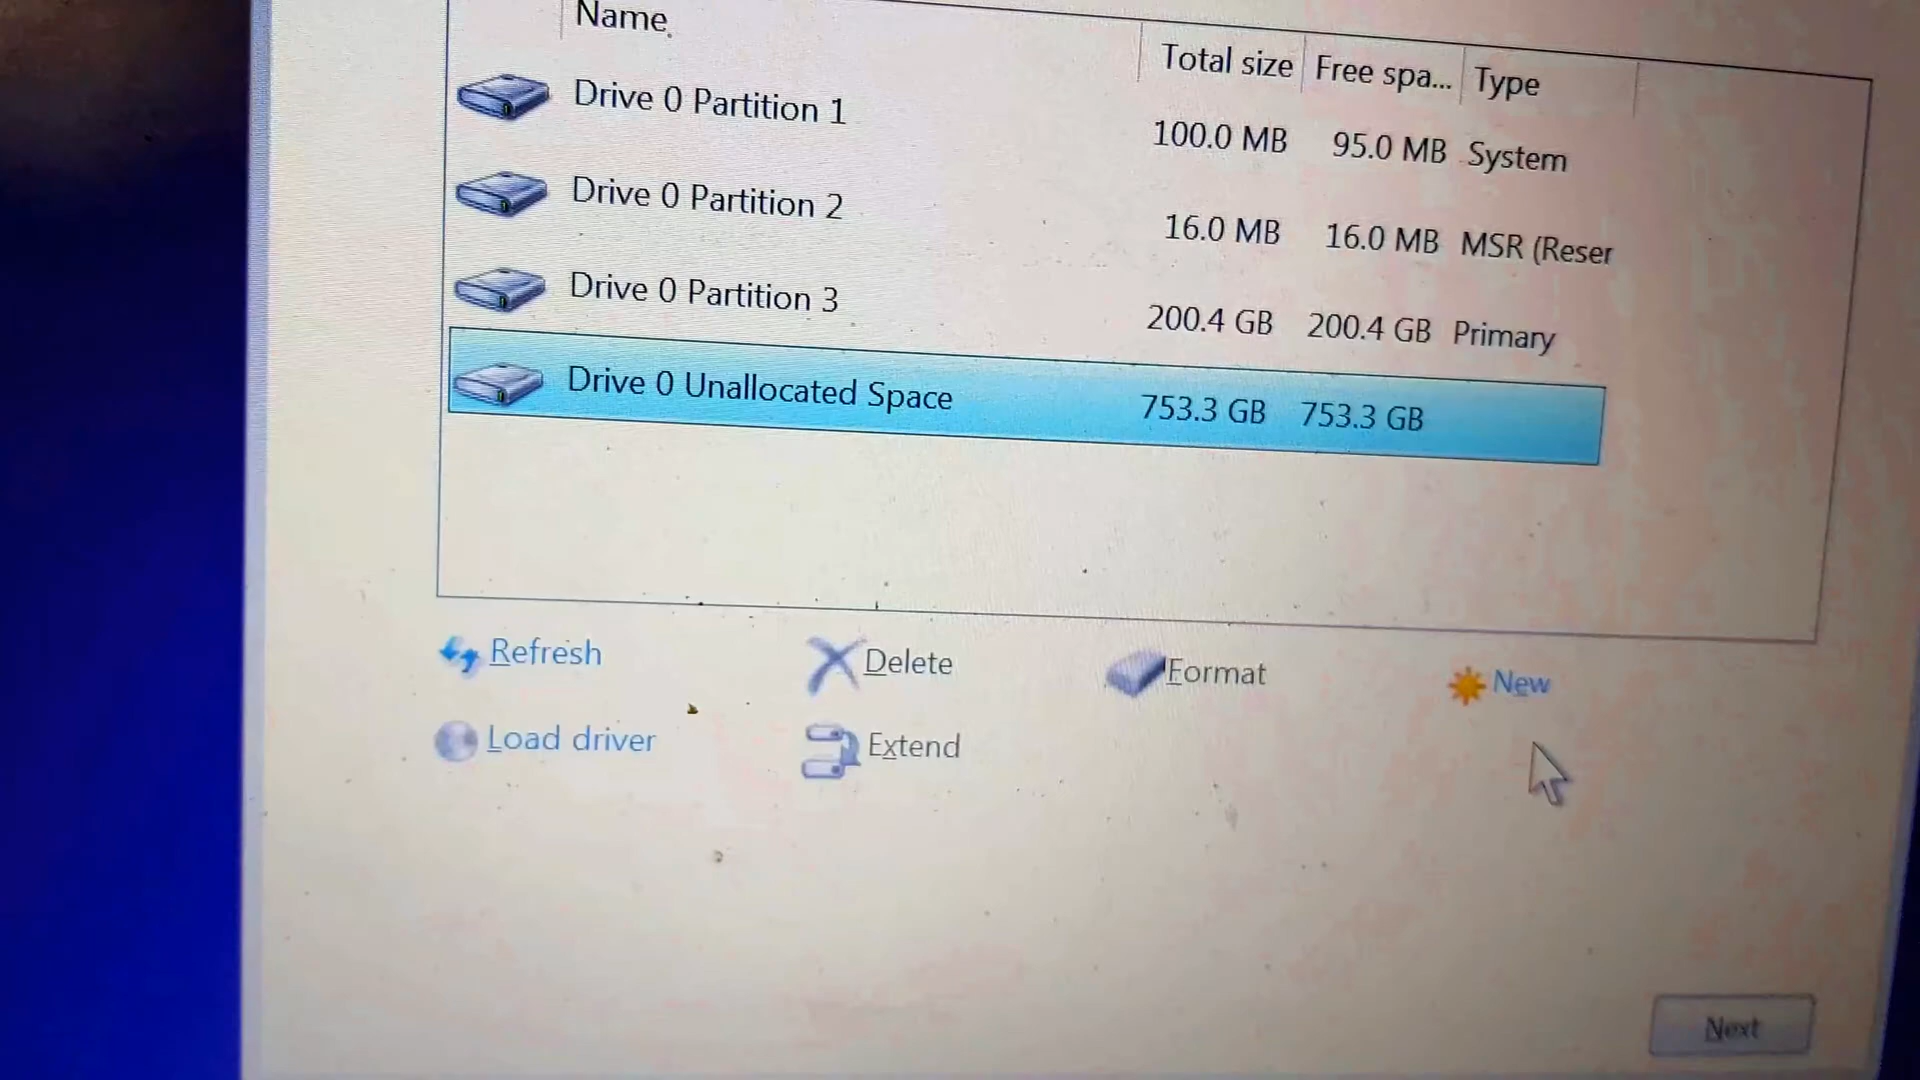 Name
Total size Free spa... Type
Drive 0 Partition 1 100.0 MB 95.0 MB System
Drive 0 Partition 2 16.0 MB 16.0 MB MSR (Reser
Drive 0 Partition 3 200.4 GB 200.4 GB Primary
Drive 0 Unallocated Space 753.3 GB 753.3 GB
Refresh Delete Format New
Load driver Extend
Next